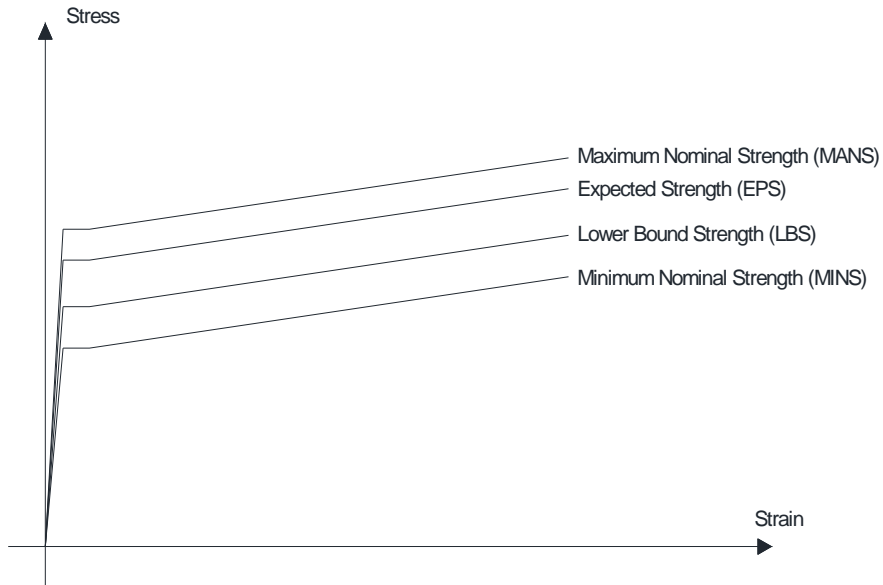 Stress
Maximum Nominal Strength (MANS)
Expected Strength (EPS)
Lower Bound Strength (LBS)
Minimum Nominal Strength (MINS)
Strain